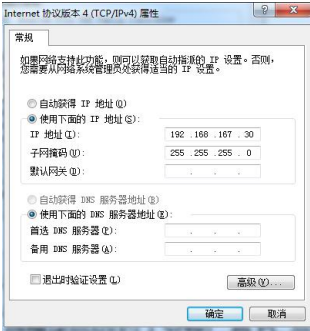 Internet 协议版本 4 (TCP/IPv4) 属性
常规
如果网络支持此功能，则可以获取自动指派的 IP 设置。否则，
您需要从网络系统管理员处获得适当的 IP 设置。
自动获得 IP 地址(O)
使用下面的 IP 地址(S):
IP 地址(I): 192 .168 .167 . 30
子网掩码(U): 255 .255 .255 . 0
默认网关(D): . . .
自动获得 DNS 服务器地址(B)
使用下面的 DNS 服务器地址(E):
首选 DNS 服务器(P): . . .
备用 DNS 服务器(A): . . .
退出时验证设置(L)
高级(V)...
确定 取消